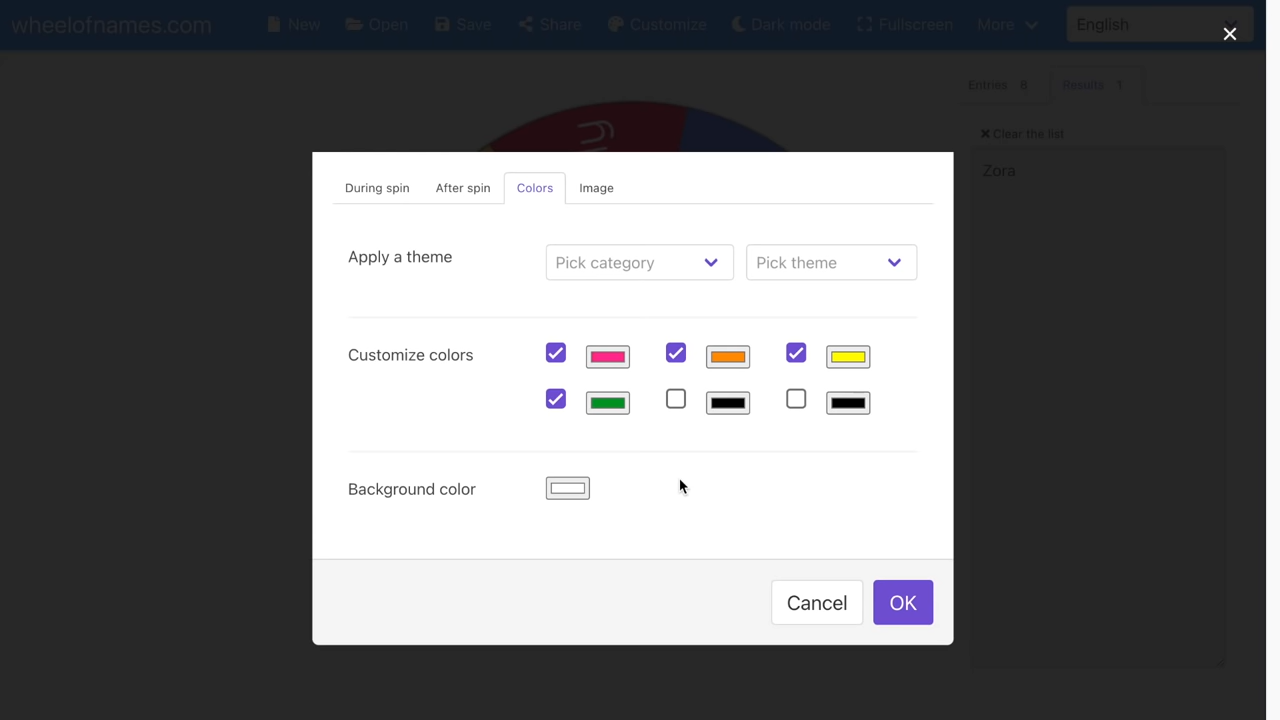 wheelofnames.com New Open Save Share Customize Dark mode Fullscreen More English
Entries 6 Results 1
Clear the list
Zora
During spin After spin Colors Image
Apply a theme Pick category Pick theme
Customize colors
Background color
Cancel OK